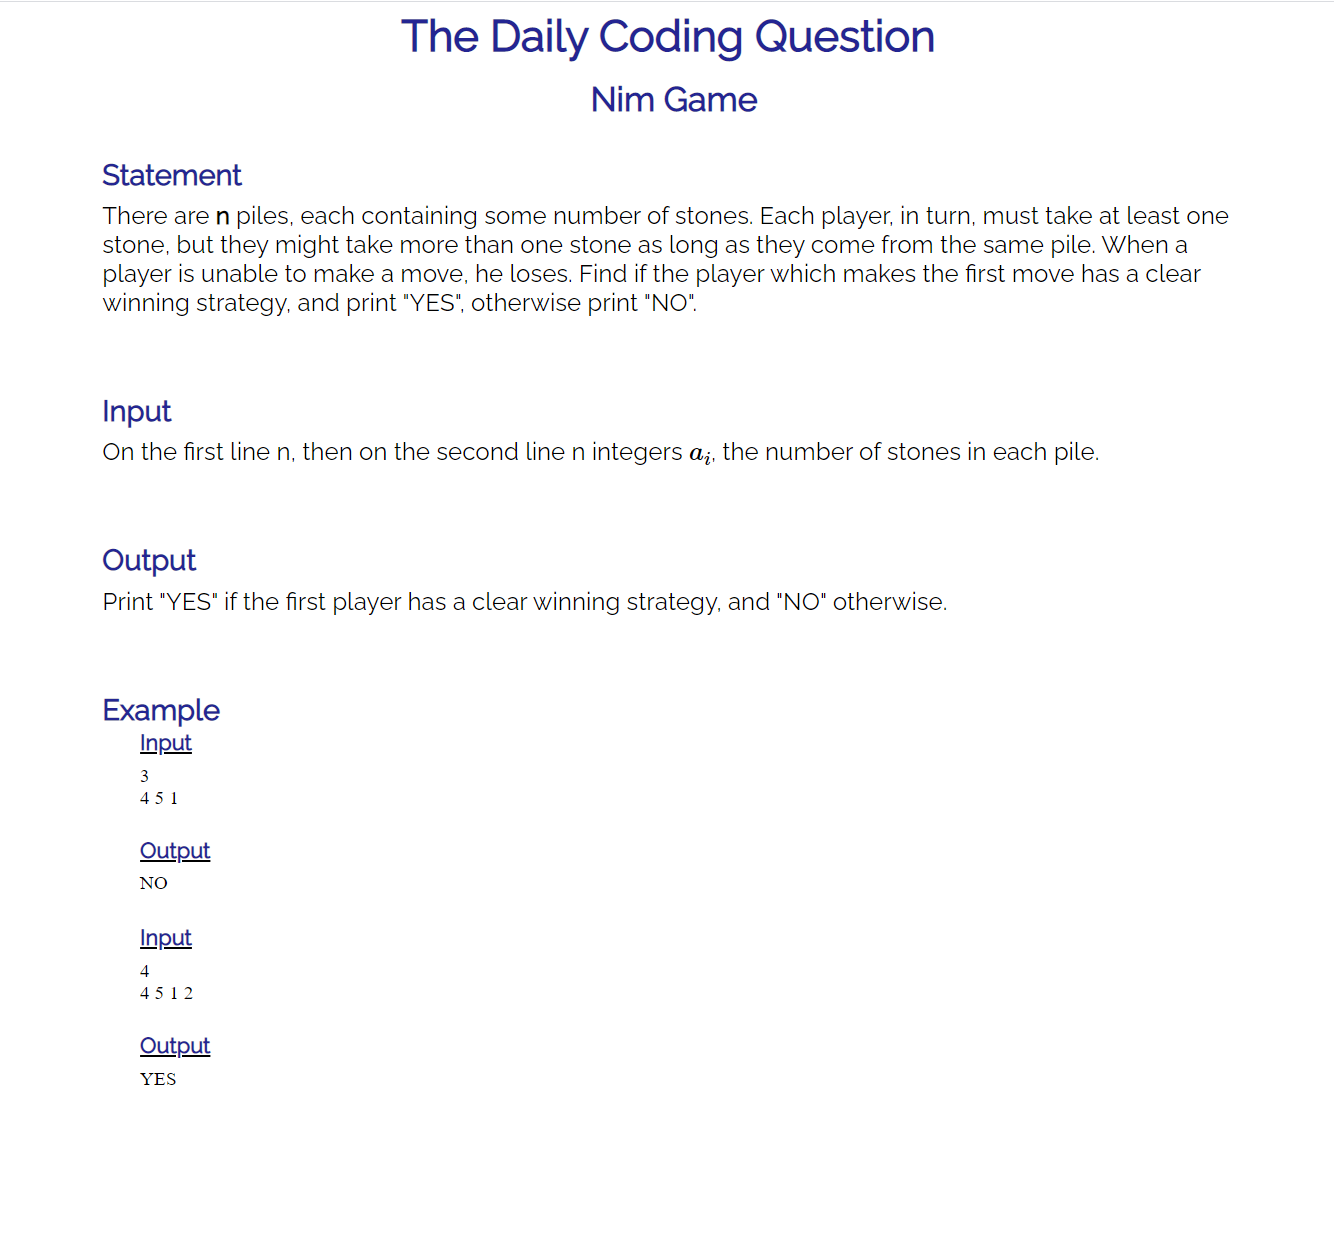 The Daily Coding Question
Nim Game
Statement
There are n piles, each containing some number of stones. Each player, in turn, must take at least one
stone, but they might take more than one stone as long as they come from the same pile. When a
player is unable to make a move, he loses. Find if the player which makes the first move has a clear
winning strategy, and print "YES", otherwise print "NO".
Input
On the first line n, then on the second line n integers aᵢ, the number of stones in each pile.
Output
Print "YES" if the first player has a clear winning strategy, and "NO" otherwise.
Example
Input
3
4 5 1
Output
NO
Input
4
4 5 1 2
Output
YES